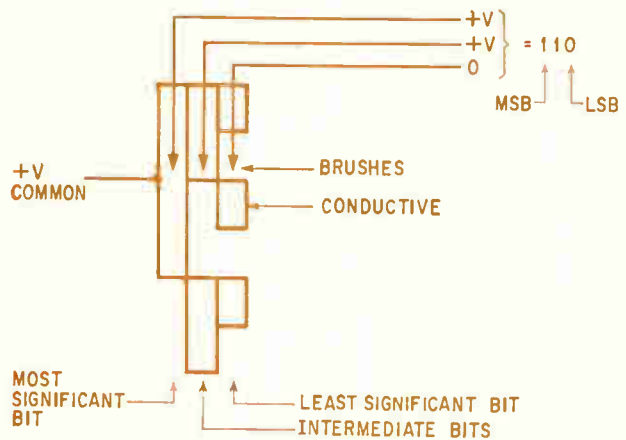 +V
+V
0
= 110
MSB
LSB
BRUSHES
+V
COMMON
CONDUCTIVE
MOST
SIGNIFICANT
BIT
LEAST SIGNIFICANT BIT
INTERMEDIATE BITS